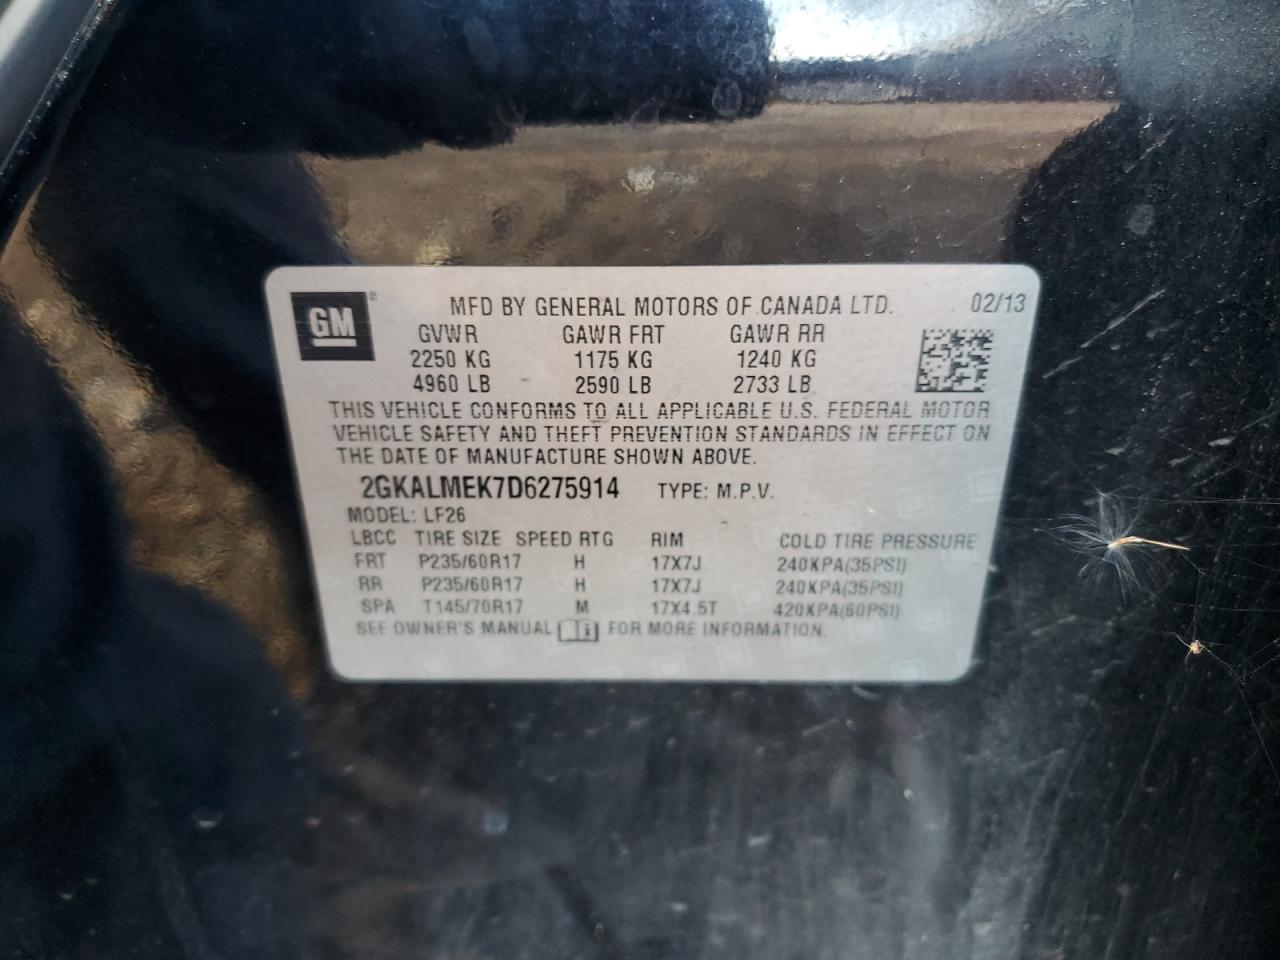 GM ®
MFD BY GENERAL MOTORS OF CANADA LTD. 02/13
GVWR GAWR FRT GAWR RR
2250 KG 1175 KG 1240 KG
4960 LB 2590 LB 2733 LB
THIS VEHICLE CONFORMS TO ALL APPLICABLE U.S. FEDERAL MOTOR
VEHICLE SAFETY AND THEFT PREVENTION STANDARDS IN EFFECT ON
THE DATE OF MANUFACTURE SHOWN ABOVE.
2GKALMEK7D6275914 TYPE: M.P.V.
MODEL: LF26
LBCC TIRE SIZE SPEED RTG RIM COLD TIRE PRESSURE
FRT P235/60R17 H 17X7J 240KPA(35PSI)
RR P235/60R17 H 17X7J 240KPA(35PSI)
SPA T145/70R17 M 17X4.5T 420KPA(60PSI)
SEE OWNER'S MANUAL FOR MORE INFORMATION.